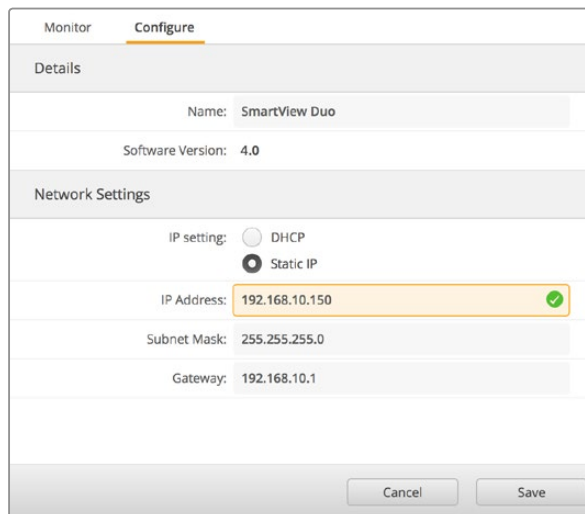 Monitor Configure
Details
Name: SmartView Duo
Software Version: 4.0
Network Settings
IP setting: DHCP
Static IP
IP Address: 192.168.10.150
Subnet Mask: 255.255.255.0
Gateway: 192.168.10.1
Cancel Save